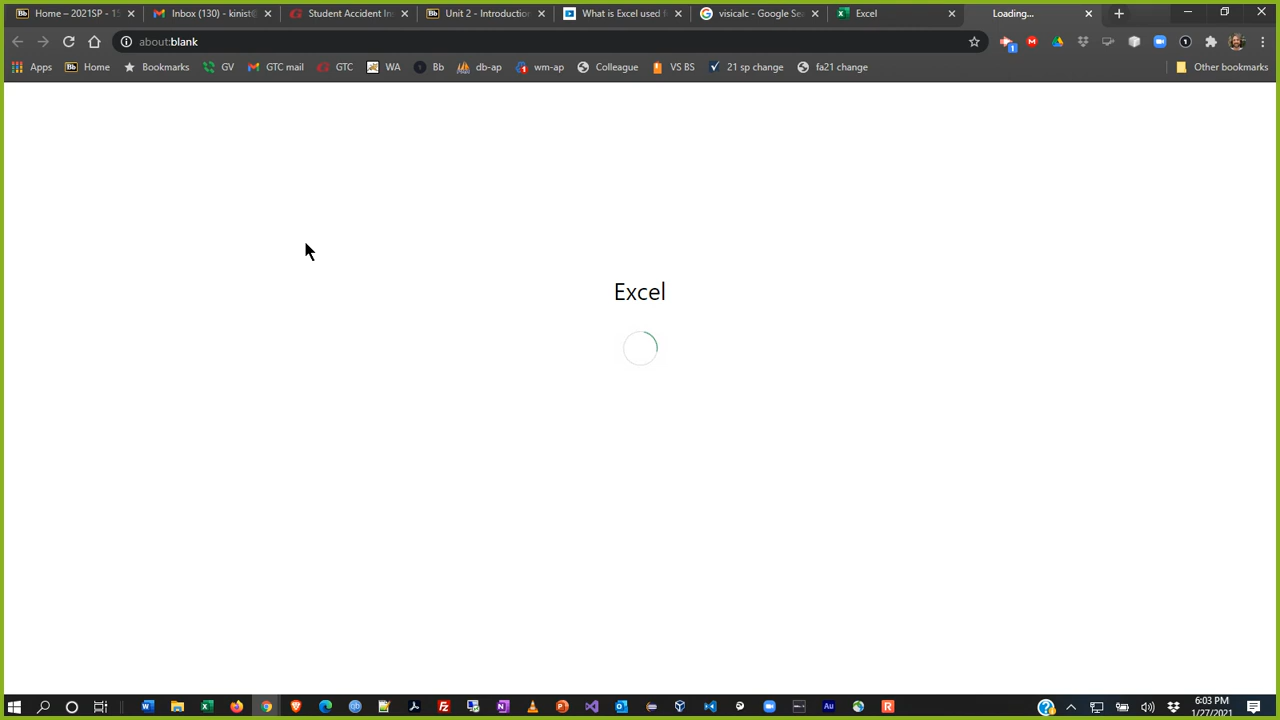 Home – 2021SP - 15
Inbox (130) - kinist@
Student Accident In
Unit 2 - Introduction
What is Excel used f
visicalc - Google Se
Excel
Loading...
about:blank
1
Apps
Home
Bookmarks
GV
GTC mail
GTC
WA
Bb
db-ap
wm-ap
Colleague
VS BS
21 sp change
fa21 change
Other bookmarks
Excel
6:03 PM
1/27/2021